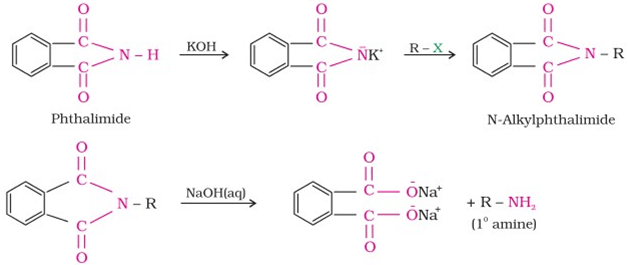 O O O
C C C
N – H KOH N̄K⁺ R – X N – R
C C C
O O O
Phthalimide N-Alkylphthalimide
O O
C C – ŌNa⁺
N – R NaOH(aq) + R – NH₂
C C – ŌNa⁺ (1° amine)
O O